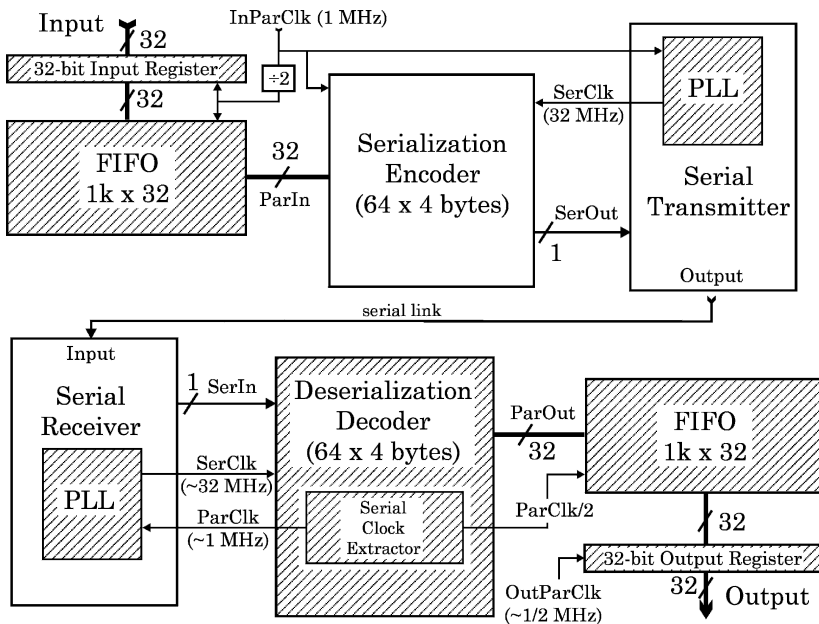 Input
InParClk (1 MHz)
32
32-bit Input Register
÷2
32
PLL
SerClk
(32 MHz)
FIFO
1k x 32
32
ParIn
Serialization
Encoder
(64 x 4 bytes)
Serial
Transmitter
SerOut
1
Output
serial link
Input
Serial
Receiver
1
SerIn
Deserialization
Decoder
(64 x 4 bytes)
ParOut
32
FIFO
1k x 32
SerClk
(~32 MHz)
PLL
ParClk
(~1 MHz)
Serial
Clock
Extractor
ParClk/2
32
32-bit Output Register
OutParClk
(~1/2 MHz)
32
Output